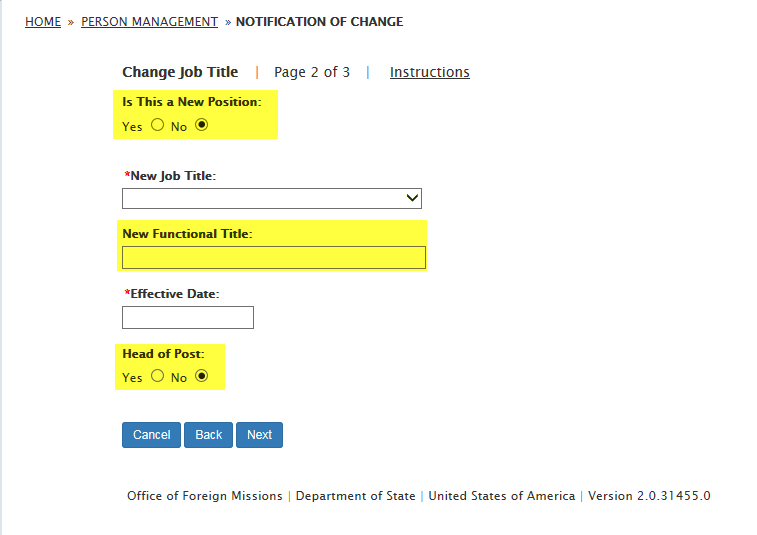 HOME » PERSON MANAGEMENT » NOTIFICATION OF CHANGE
Change Job Title | Page 2 of 3 | Instructions
Is This a New Position:
Yes No
*New Job Title:
New Functional Title:
*Effective Date:
Head of Post:
Yes No
Cancel Back Next
Office of Foreign Missions | Department of State | United States of America | Version 2.0.31455.0